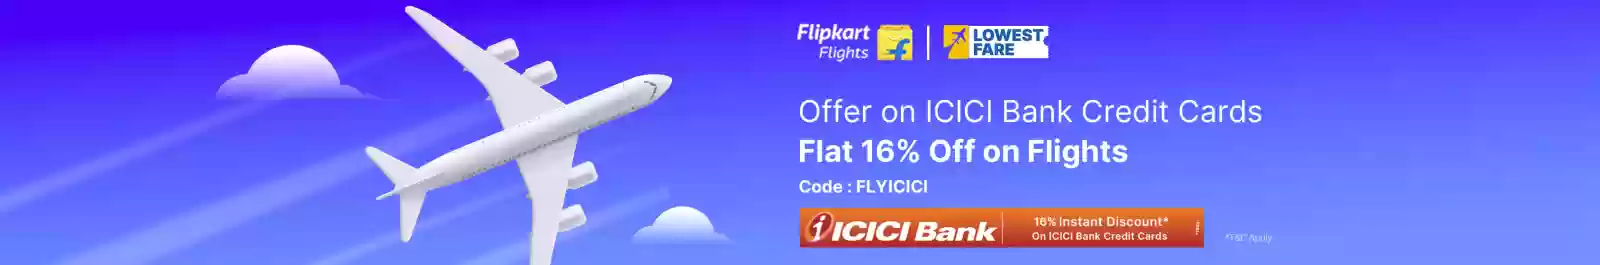 Flipkart
Flights
LOWEST
FARE
Offer on ICICI Bank Credit Cards
Flat 16% Off on Flights
Code : FLYICICI
ICICI Bank
16% Instant Discount*
On ICICI Bank Credit Cards
*T&C Apply